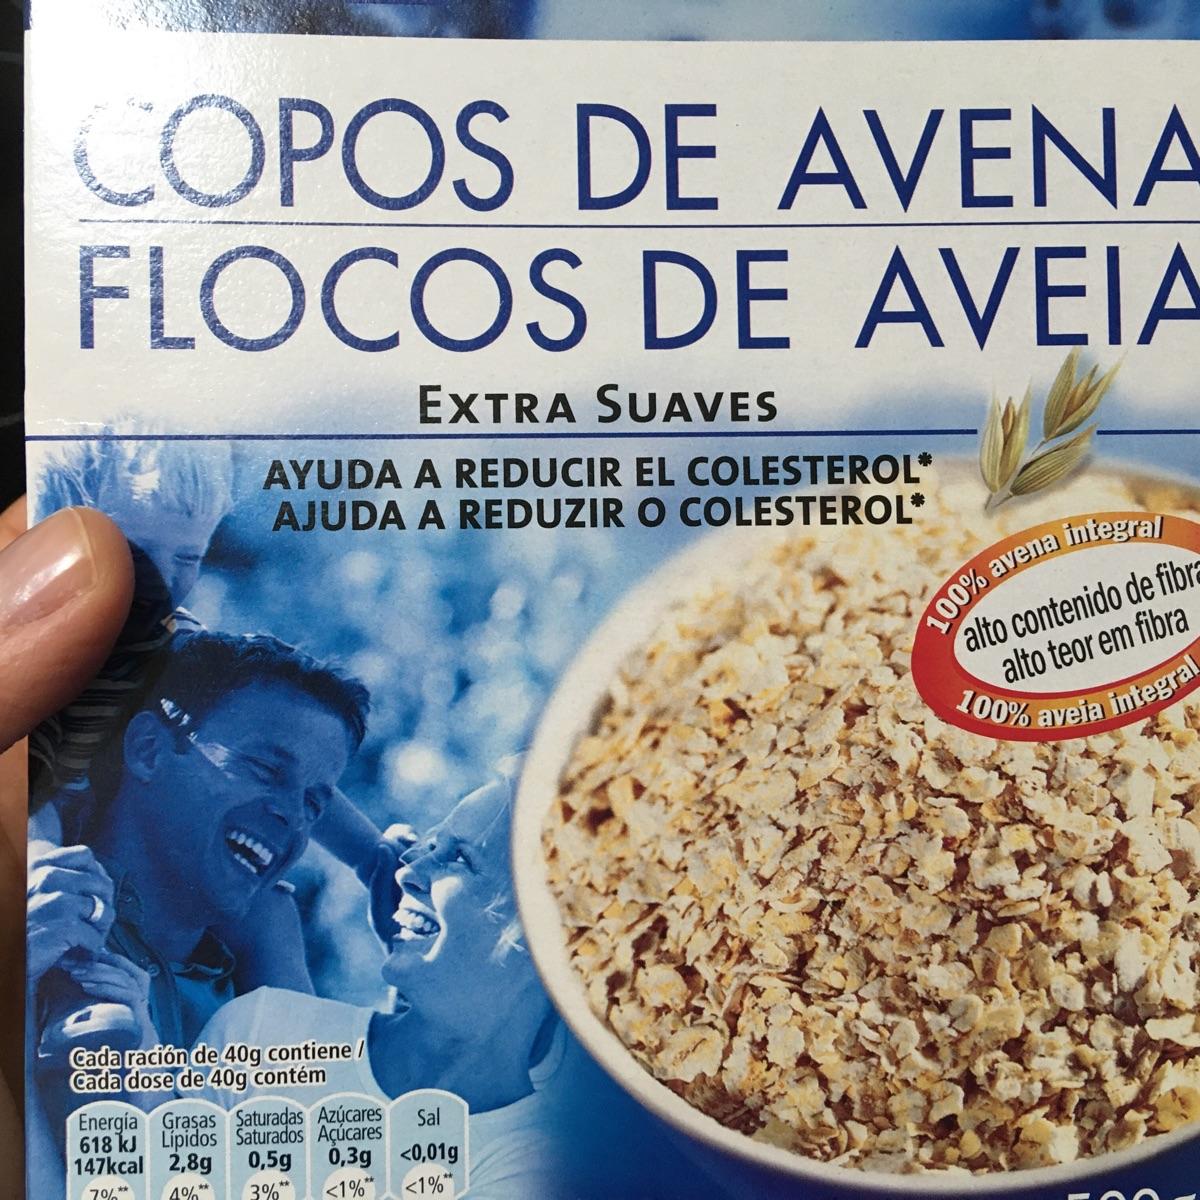 COPOS DE AVENA
FLOCOS DE AVEIA
EXTRA SUAVES
AYUDA A REDUCIR EL COLESTEROL*
AJUDA A REDUZIR O COLESTEROL*
100% avena integral
alto contenido de fibra
alto teor em fibra
100% aveia integral
Cada ración de 40g contiene /
Cada dose de 40g contém
Energía
618 kJ
147kcal
7%**
Grasas
Lípidos
2,8g
4%**
Saturadas
Saturados
0,5g
3%**
Azúcares
Açúcares
0,3g
<1%**
Sal
<0,01g
<1%**